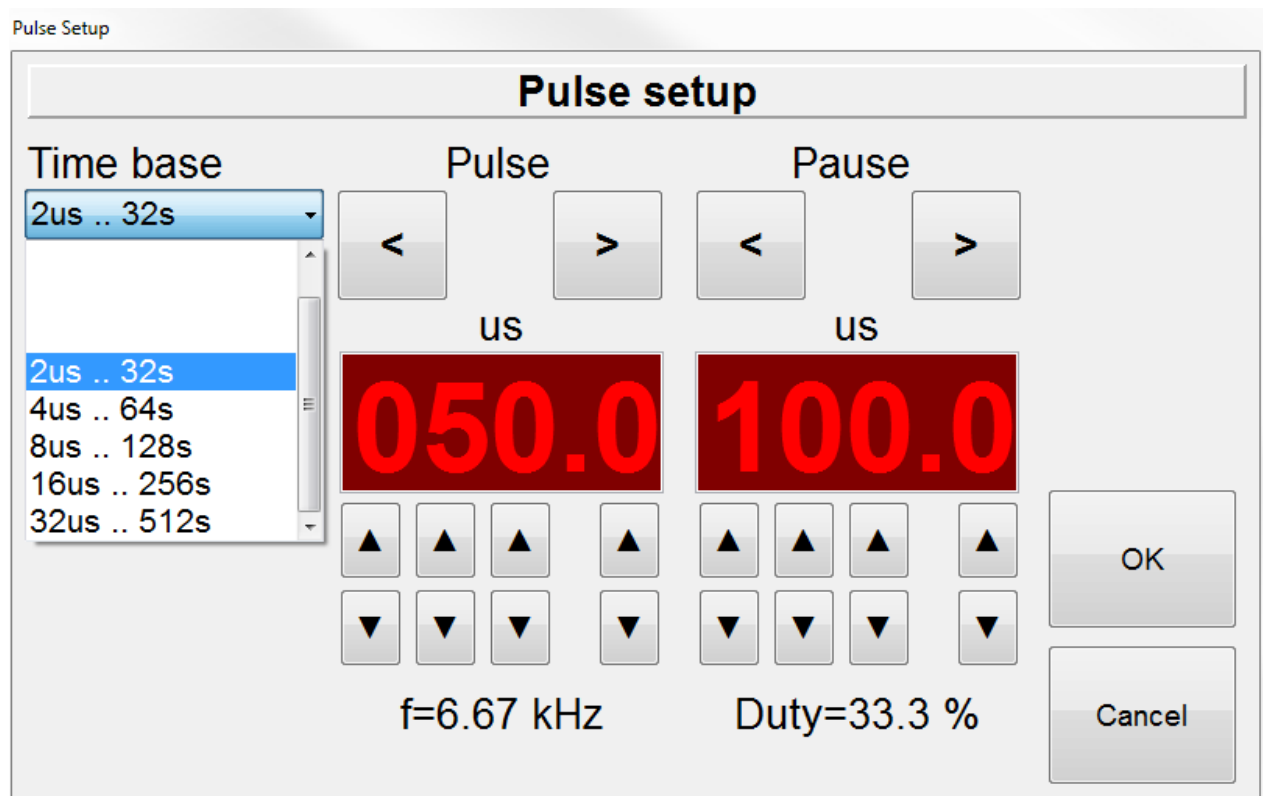 Pulse Setup
Pulse setup
Time base
Pulse
Pause
2us .. 32s
<
>
<
>
us
us
2us .. 32s
4us .. 64s
8us .. 128s
16us .. 256s
32us .. 512s
050.0
100.0
OK
f=6.67 kHz
Duty=33.3 %
Cancel